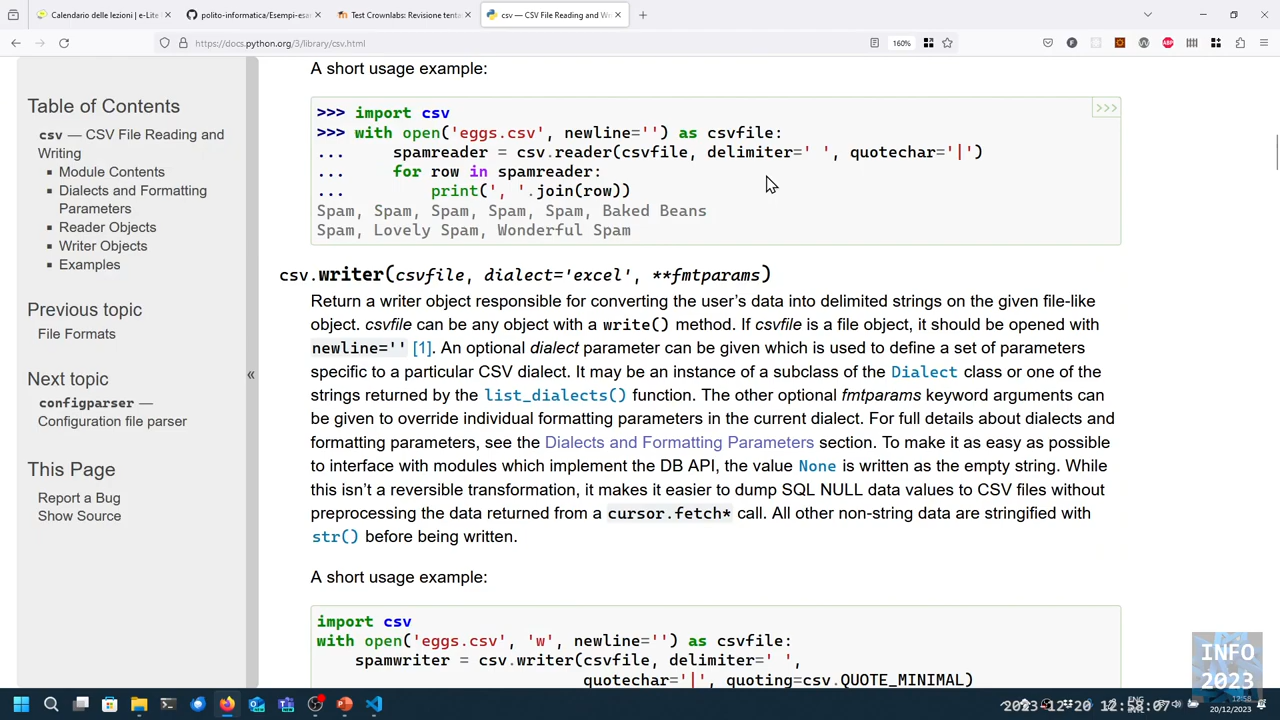 Calendario delle lezioni | e-Lite
polito-informatica/Esempi-esa
Test Crownlabs: Revisione tenta
csv — CSV File Reading and Wr
https://docs.python.org/3/library/csv.html
160%
Table of Contents
csv — CSV File Reading and
Writing
Module Contents
Dialects and Formatting
Parameters
Reader Objects
Writer Objects
Examples
Previous topic
File Formats
Next topic
configparser —
Configuration file parser
This Page
Report a Bug
Show Source
«
A short usage example:
>>>
>>> import csv
>>> with open('eggs.csv', newline='') as csvfile:
...     spamreader = csv.reader(csvfile, delimiter=' ', quotechar='|')
...     for row in spamreader:
...         print(', '.join(row))
Spam, Spam, Spam, Spam, Spam, Baked Beans
Spam, Lovely Spam, Wonderful Spam
csv.writer(csvfile, dialect='excel', **fmtparams)
Return a writer object responsible for converting the user’s data into delimited strings on the given file-like
object. csvfile can be any object with a write() method. If csvfile is a file object, it should be opened with
newline='' [1]. An optional dialect parameter can be given which is used to define a set of parameters
specific to a particular CSV dialect. It may be an instance of a subclass of the Dialect class or one of the
strings returned by the list_dialects() function. The other optional fmtparams keyword arguments can
be given to override individual formatting parameters in the current dialect. For full details about dialects and
formatting parameters, see the Dialects and Formatting Parameters section. To make it as easy as possible
to interface with modules which implement the DB API, the value None is written as the empty string. While
this isn’t a reversible transformation, it makes it easier to dump SQL NULL data values to CSV files without
preprocessing the data returned from a cursor.fetch* call. All other non-string data are stringified with
str() before being written.
A short usage example:
import csv
with open('eggs.csv', 'w', newline='') as csvfile:
    spamwriter = csv.writer(csvfile, delimiter=' ',
                            quotechar='|', quoting=csv.QUOTE_MINIMAL)
INFO
2023
2023-12-20 12:58:07
ENG
12:58
20/12/2023